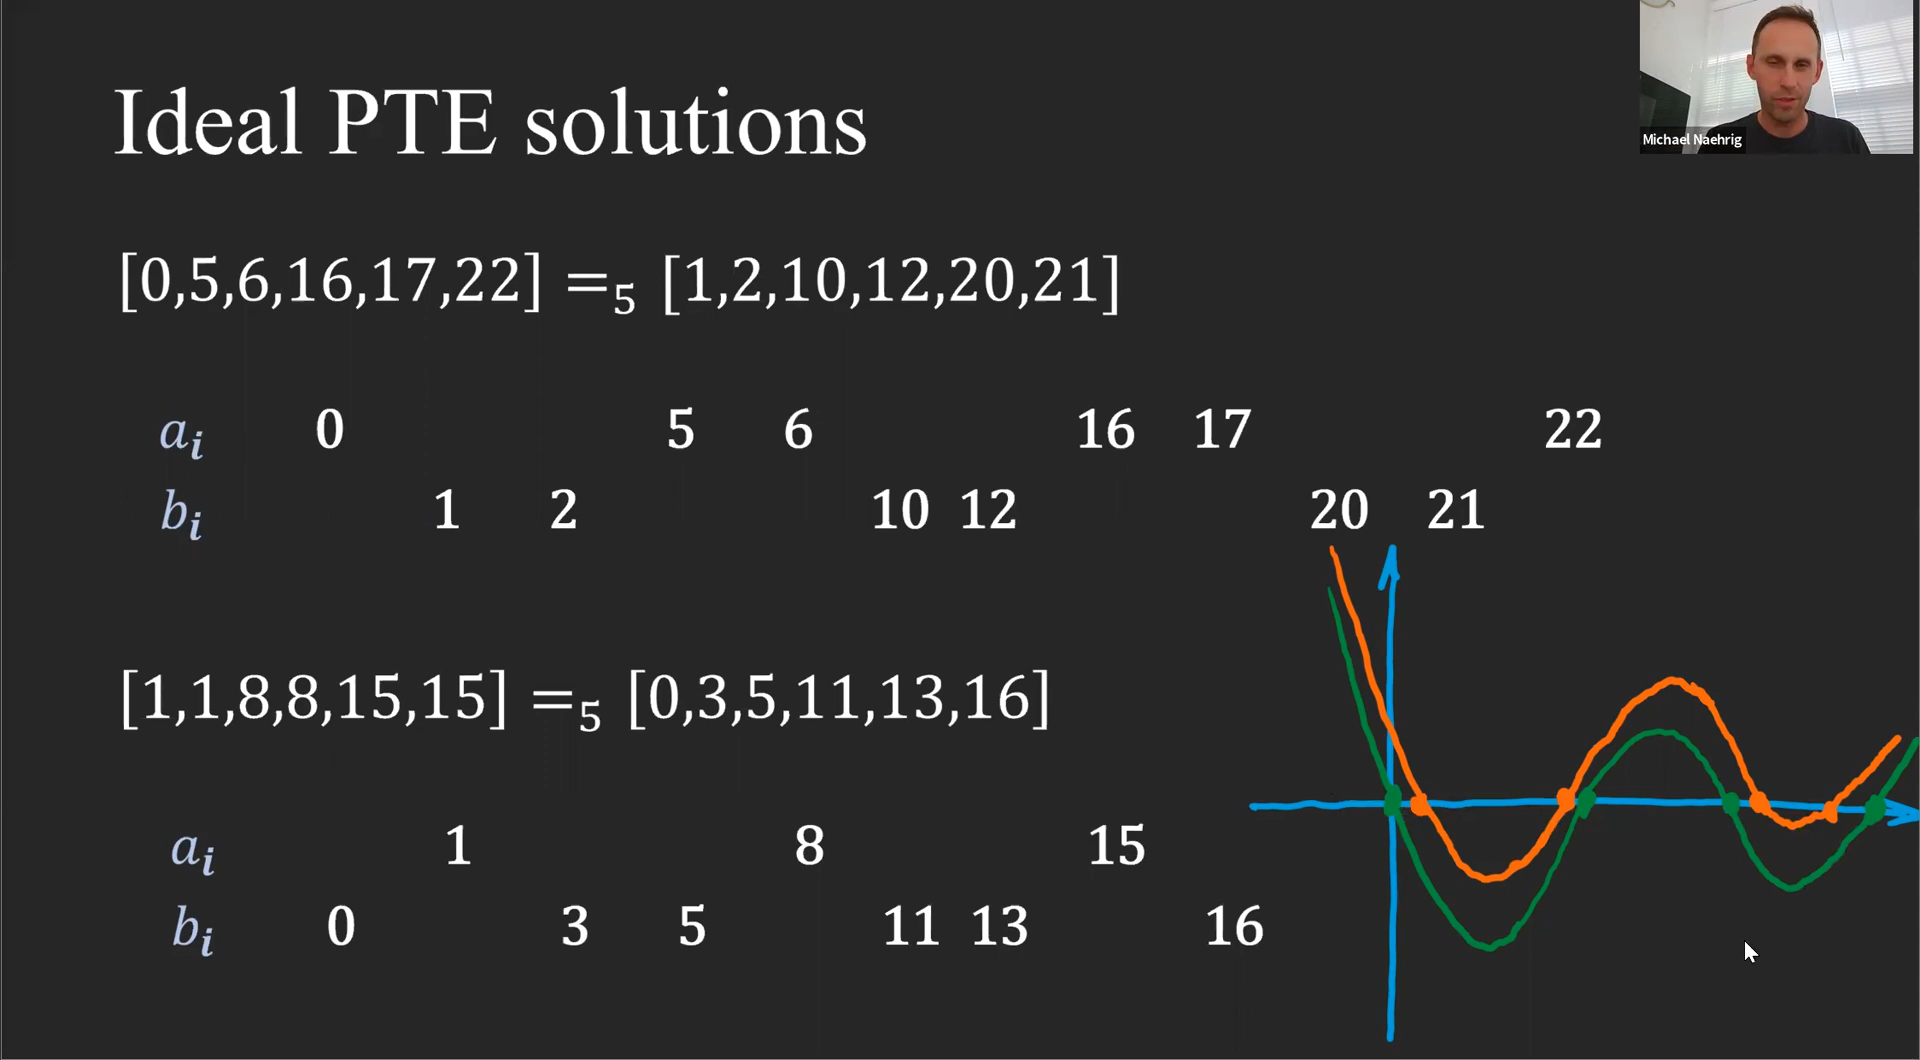 Ideal PTE solutions
Michael Naehrig
[0,5,6,16,17,22] =₅ [1,2,10,12,20,21]
aᵢ 0 5 6 16 17 22
bᵢ 1 2 10 12 20 21
[1,1,8,8,15,15] =₅ [0,3,5,11,13,16]
aᵢ 1 8 15
bᵢ 0 3 5 11 13 16